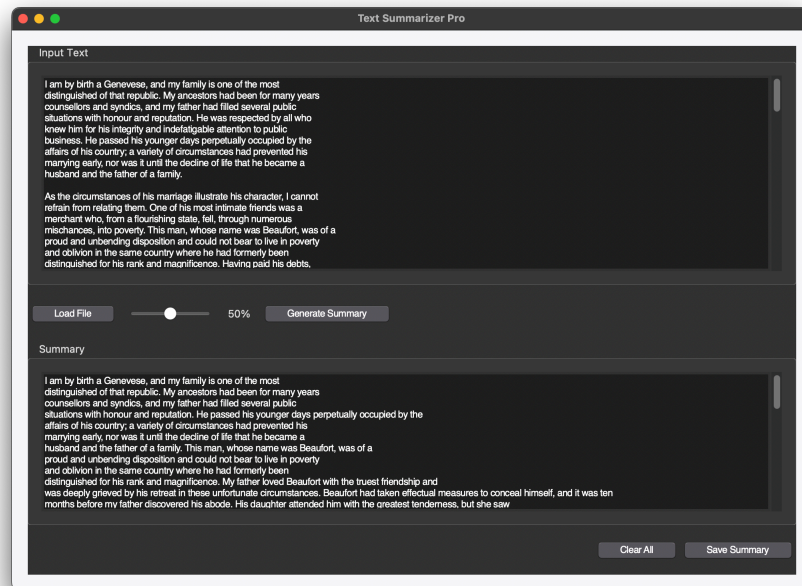 Text Summarizer Pro
Input Text
I am by birth a Genevese, and my family is one of the most
distinguished of that republic. My ancestors had been for many years
counsellors and syndics, and my father had filled several public
situations with honour and reputation. He was respected by all who
knew him for his integrity and indefatigable attention to public
business. He passed his younger days perpetually occupied by the
affairs of his country; a variety of circumstances had prevented his
marrying early, nor was it until the decline of life that he became a
husband and the father of a family.
As the circumstances of his marriage illustrate his character, I cannot
refrain from relating them. One of his most intimate friends was a
merchant who, from a flourishing state, fell, through numerous
mischances, into poverty. This man, whose name was Beaufort, was of a
proud and unbending disposition and could not bear to live in poverty
and oblivion in the same country where he had formerly been
distinguished for his rank and magnificence. Having paid his debts,
Load File
50%
Generate Summary
Summary
I am by birth a Genevese, and my family is one of the most
distinguished of that republic. My ancestors had been for many years
counsellors and syndics, and my father had filled several public
situations with honour and reputation. He passed his younger days perpetually occupied by the
affairs of his country; a variety of circumstances had prevented his
marrying early, nor was it until the decline of life that he became a
husband and the father of a family. This man, whose name was Beaufort, was of a
proud and unbending disposition and could not bear to live in poverty
and oblivion in the same country where he had formerly been
distinguished for his rank and magnificence. My father loved Beaufort with the truest friendship and
was deeply grieved by his retreat in these unfortunate circumstances. Beaufort had taken effectual measures to conceal himself, and it was ten
months before my father discovered his abode. His daughter attended him with the greatest tenderness, but she saw
Clear All
Save Summary